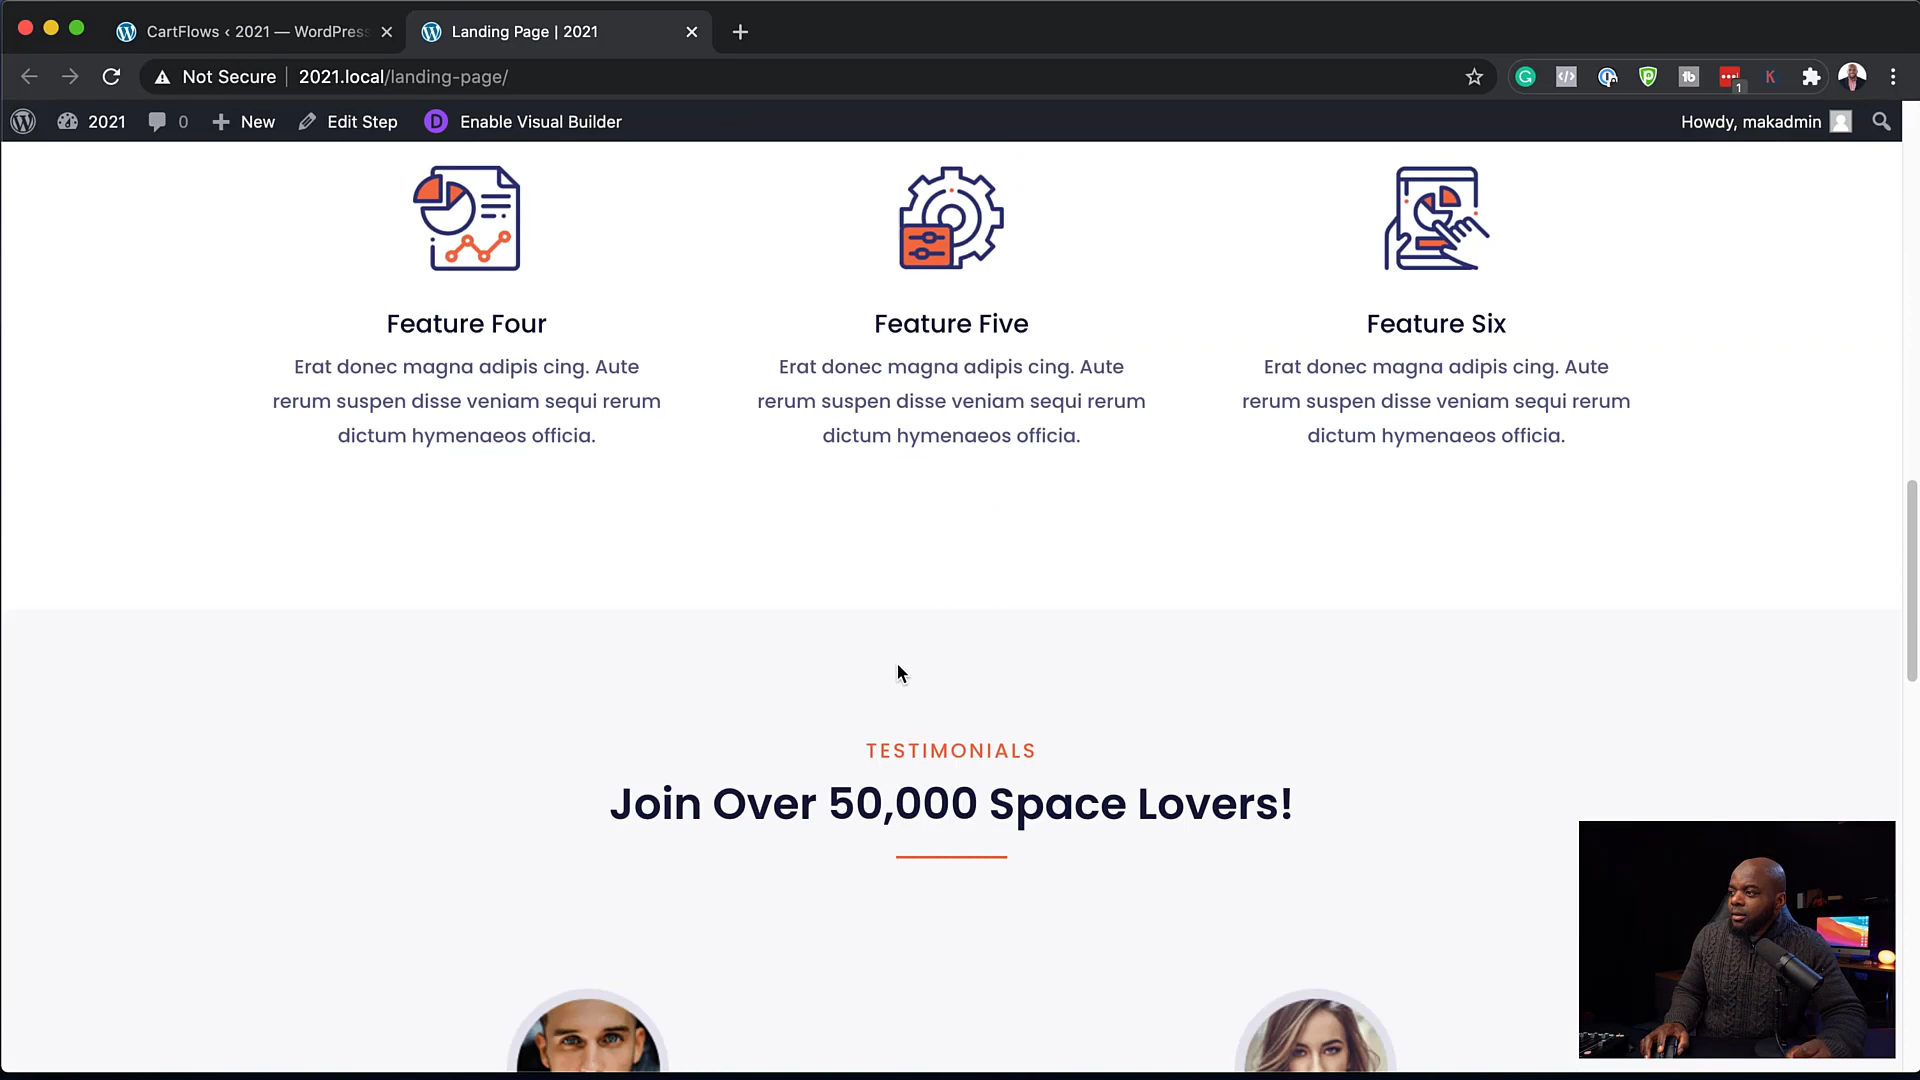 CartFlows ‹ 2021 — WordPress
Landing Page | 2021
Not Secure
2021.local/landing-page/
1
2021
0
New
Edit Step
D
Enable Visual Builder
Howdy, makadmin
Feature Four
Erat donec magna adipis cing. Aute
rerum suspen disse veniam sequi rerum
dictum hymenaeos officia.
Feature Five
Erat donec magna adipis cing. Aute
rerum suspen disse veniam sequi rerum
dictum hymenaeos officia.
Feature Six
Erat donec magna adipis cing. Aute
rerum suspen disse veniam sequi rerum
dictum hymenaeos officia.
TESTIMONIALS
Join Over 50,000 Space Lovers!